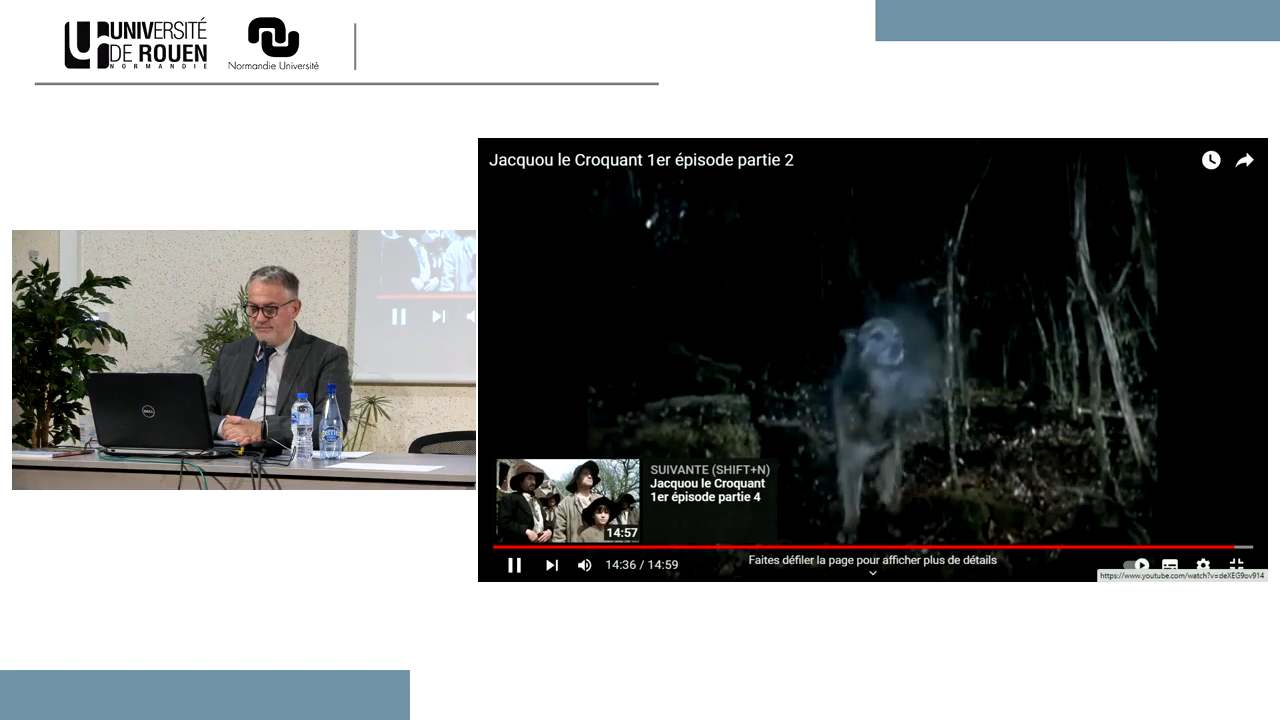 UNIVERSITÉ
DE ROUEN
NORMANDIE
Normandie Université
Jacquou le Croquant 1er épisode partie 2
DELL
SUIVANTE (SHIFT+N)
Jacquou le Croquant
1er épisode partie 4
14:57
14:36 / 14:59
Faites défiler la page pour afficher plus de détails
https://www.youtube.com/watch?v=deXEG9ov914